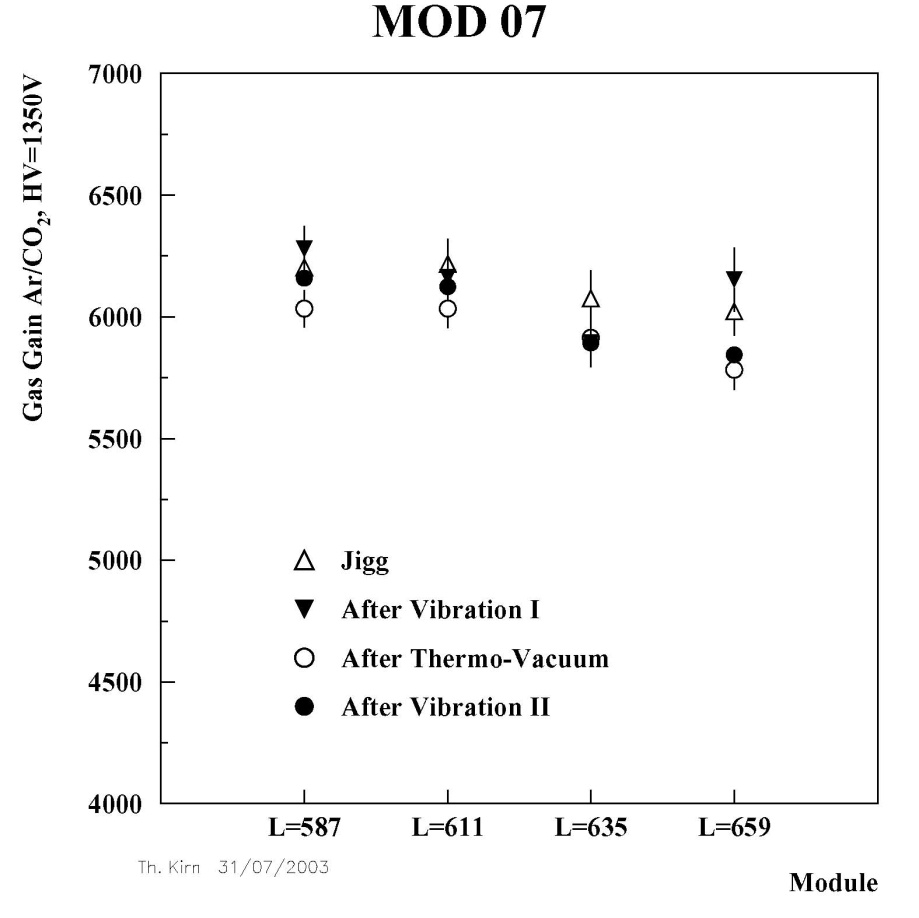 MOD 07
Gas Gain Ar/CO₂, HV=1350V
7000
6500
6000
5500
5000
4500
4000
Jigg
After Vibration I
After Thermo-Vacuum
After Vibration II
L=587 L=611 L=635 L=659
Th. Kirn 31/07/2003
Module